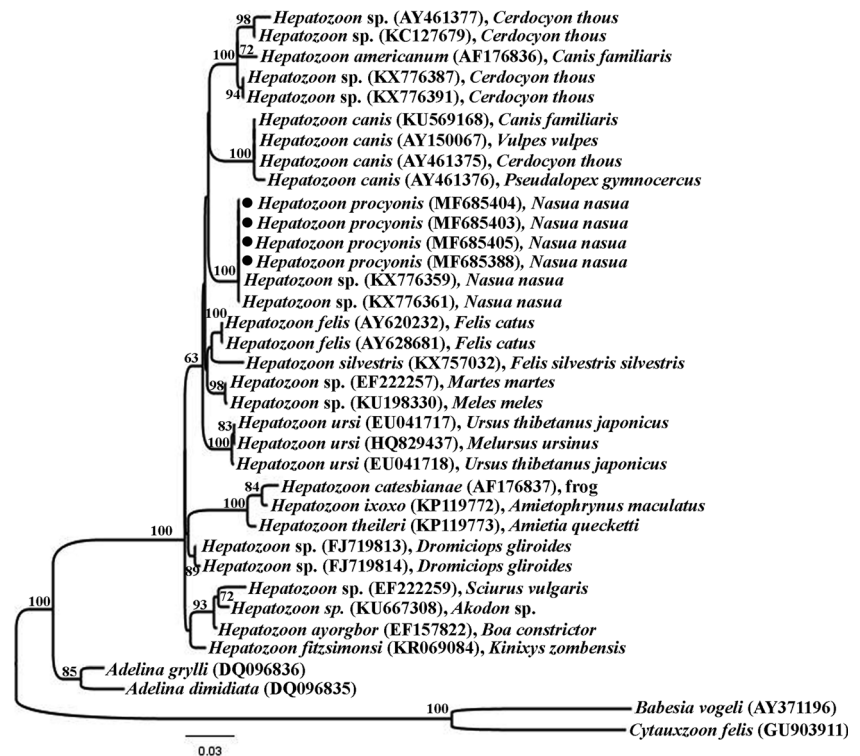 98 Hepatozoon sp. (AY461377), Cerdocyon thous
Hepatozoon sp. (KC127679), Cerdocyon thous
100 72 Hepatozoon americanum (AF176836), Canis familiaris
Hepatozoon sp. (KX776387), Cerdocyon thous
94 Hepatozoon sp. (KX776391), Cerdocyon thous
Hepatozoon canis (KU569168), Canis familiaris
Hepatozoon canis (AY150067), Vulpes vulpes
100 Hepatozoon canis (AY461375), Cerdocyon thous
Hepatozoon canis (AY461376), Pseudalopex gymnocercus
● Hepatozoon procyonis (MF685404), Nasua nasua
● Hepatozoon procyonis (MF685403), Nasua nasua
● Hepatozoon procyonis (MF685405), Nasua nasua
● Hepatozoon procyonis (MF685388), Nasua nasua
100 Hepatozoon sp. (KX776359), Nasua nasua
Hepatozoon sp. (KX776361), Nasua nasua
100 Hepatozoon felis (AY620232), Felis catus
Hepatozoon felis (AY628681), Felis catus
63 Hepatozoon silvestris (KX757032), Felis silvestris silvestris
98 Hepatozoon sp. (EF222257), Martes martes
Hepatozoon sp. (KU198330), Meles meles
83 Hepatozoon ursi (EU041717), Ursus thibetanus japonicus
100 Hepatozoon ursi (HQ829437), Melursus ursinus
Hepatozoon ursi (EU041718), Ursus thibetanus japonicus
84 Hepatozoon catesbianae (AF176837), frog
100 Hepatozoon ixoxo (KP119772), Amietophrynus maculatus
Hepatozoon theileri (KP119773), Amietia quecketti
100 Hepatozoon sp. (FJ719813), Dromiciops gliroides
89 Hepatozoon sp. (FJ719814), Dromiciops gliroides
Hepatozoon sp. (EF222259), Sciurus vulgaris
100 93 72 Hepatozoon sp. (KU667308), Akodon sp.
Hepatozoon ayorgbor (EF157822), Boa constrictor
Hepatozoon fitzsimonsi (KR069084), Kinixys zombensis
85 Adelina grylli (DQ096836)
Adelina dimidiata (DQ096835)
100 Babesia vogeli (AY371196)
Cytauxzoon felis (GU903911)
0.03